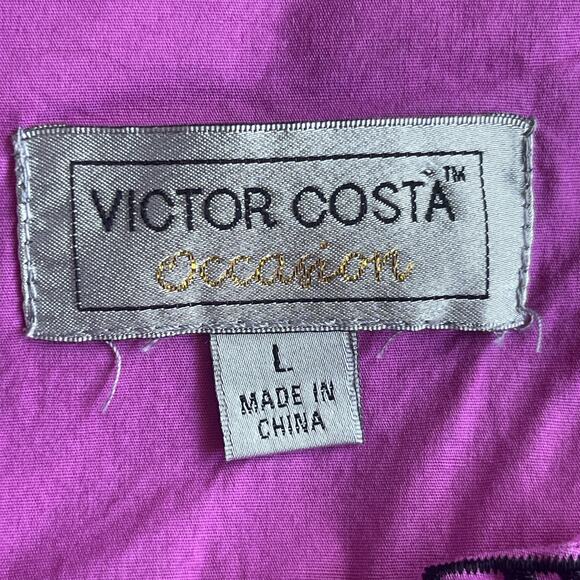 VICTOR COSTA™
occasion
L
MADE IN
CHINA